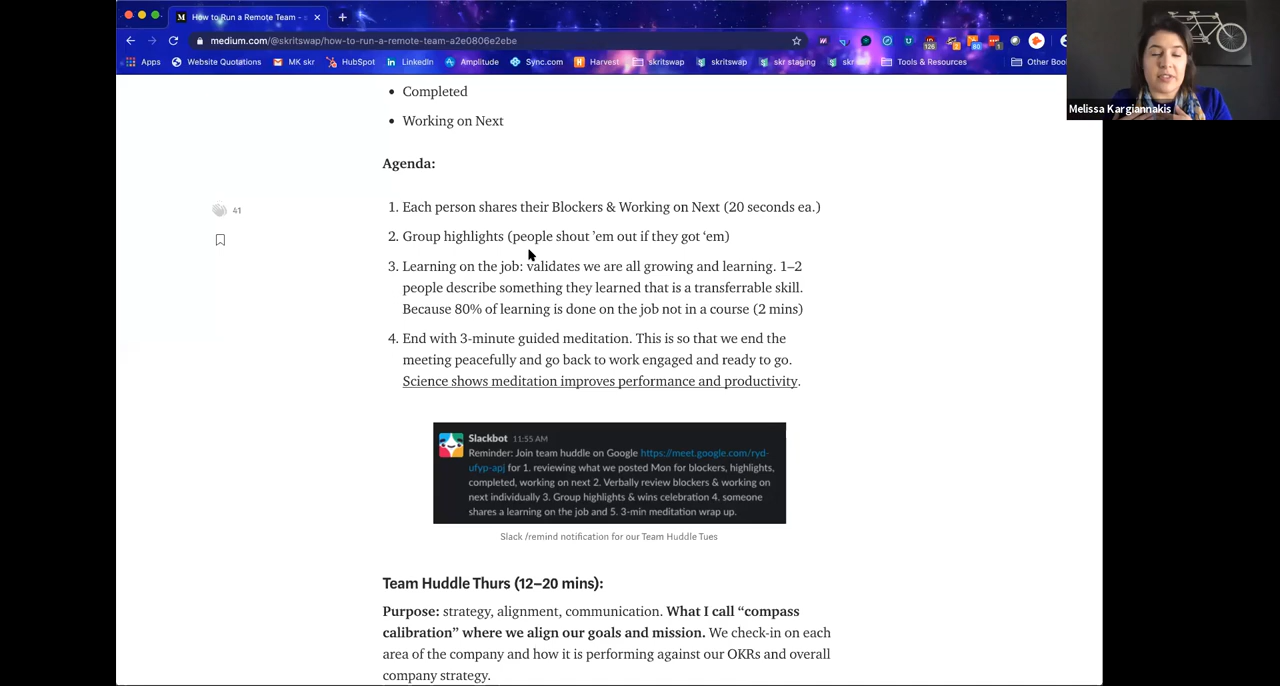 How to Run a Remote Team -
medium.com/@skritswap/how-to-run-a-remote-team-a2e0806e2ebe
126
80
1
Apps Website Quotations MK skr HubSpot LinkedIn Amplitude Sync.com Harvest skritswap skritswap skr staging skr Tools & Resources Other Boo
Melissa Kargiannakis
• Completed
• Working on Next
Agenda:
41
1. Each person shares their Blockers & Working on Next (20 seconds ea.)
2. Group highlights (people shout ’em out if they got ‘em)
3. Learning on the job: validates we are all growing and learning. 1–2
people describe something they learned that is a transferrable skill.
Because 80% of learning is done on the job not in a course (2 mins)
4. End with 3-minute guided meditation. This is so that we end the
meeting peacefully and go back to work engaged and ready to go.
Science shows meditation improves performance and productivity.
Slackbot 11:55 AM
Reminder: Join team huddle on Google https://meet.google.com/ryd-
ufyp-apj for 1. reviewing what we posted Mon for blockers, highlights,
completed, working on next 2. Verbally review blockers & working on
next individually 3. Group highlights & wins celebration 4. someone
shares a learning on the job and 5. 3-min meditation wrap up.
Slack /remind notification for our Team Huddle Tues
Team Huddle Thurs (12–20 mins):
Purpose: strategy, alignment, communication. What I call “compass
calibration” where we align our goals and mission. We check-in on each
area of the company and how it is performing against our OKRs and overall
company strategy.